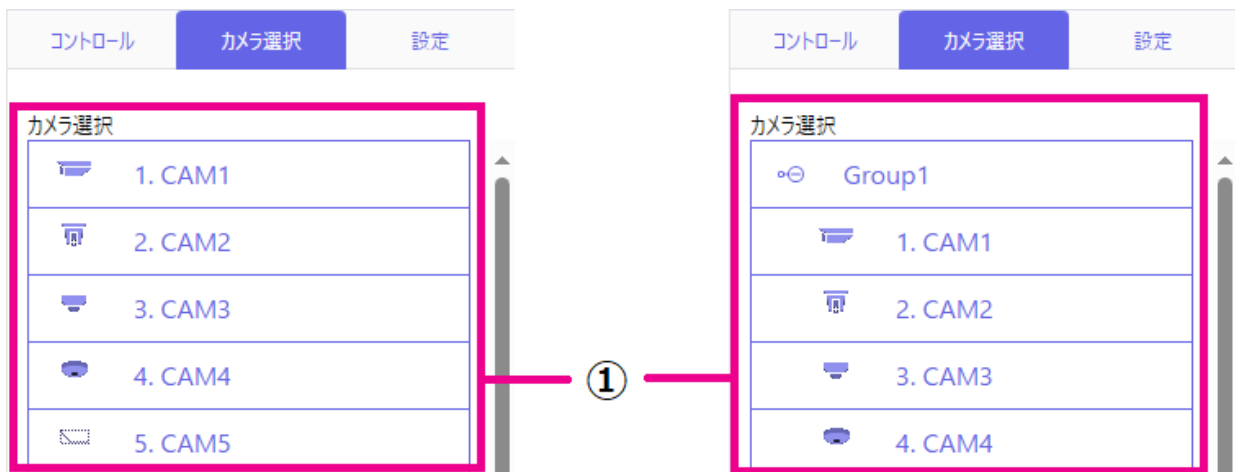 コントロール カメラ選択 設定
カメラ選択
1. CAM1
2. CAM2
3. CAM3
4. CAM4
5. CAM5
①
コントロール カメラ選択 設定
カメラ選択
Group1
1. CAM1
2. CAM2
3. CAM3
4. CAM4